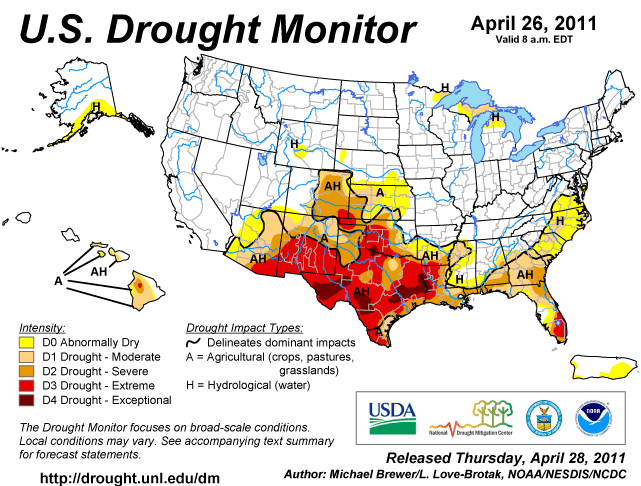 U.S. Drought Monitor
April 26, 2011
Valid 8 a.m. EDT
H
H
H
H
AH
A
H
A
AH
AH
H
AH
AH
H
A
AH
AH
Intensity:
D0 Abnormally Dry
D1 Drought - Moderate
D2 Drought - Severe
D3 Drought - Extreme
D4 Drought - Exceptional
Drought Impact Types:
Delineates dominant impacts
A = Agricultural (crops, pastures,
grasslands)
H = Hydrological (water)
The Drought Monitor focuses on broad-scale conditions.
Local conditions may vary. See accompanying text summary
for forecast statements.
http://drought.unl.edu/dm
USDA
National Drought Mitigation Center
NOAA
Released Thursday, April 28, 2011
Author: Michael Brewer/L. Love-Brotak, NOAA/NESDIS/NCDC